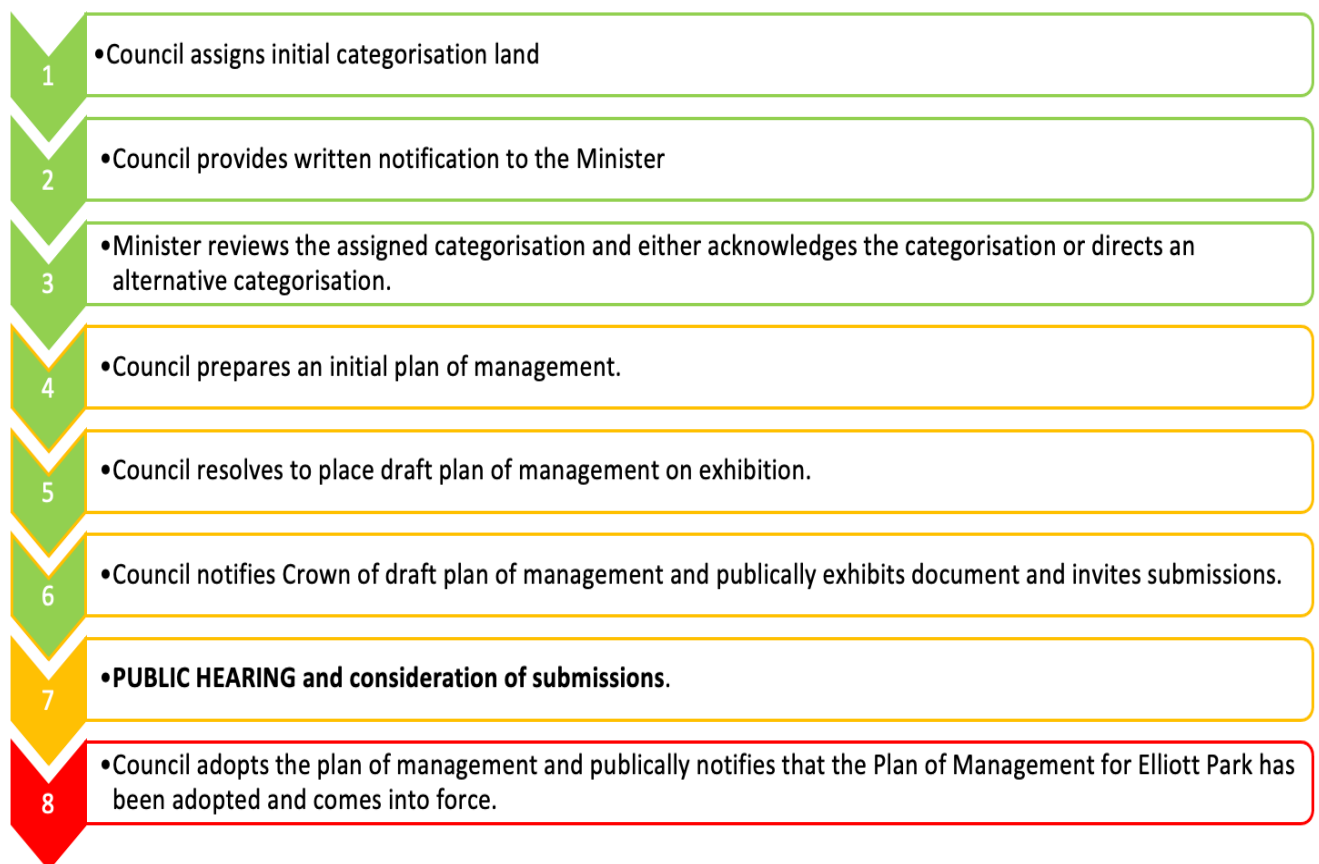 1
•Council assigns initial categorisation land
2
•Council provides written notification to the Minister
3
•Minister reviews the assigned categorisation and either acknowledges the categorisation or directs an
alternative categorisation.
4
•Council prepares an initial plan of management.
5
•Council resolves to place draft plan of management on exhibition.
6
•Council notifies Crown of draft plan of management and publically exhibits document and invites submissions.
7
•PUBLIC HEARING and consideration of submissions.
8
•Council adopts the plan of management and publically notifies that the Plan of Management for Elliott Park has
been adopted and comes into force.